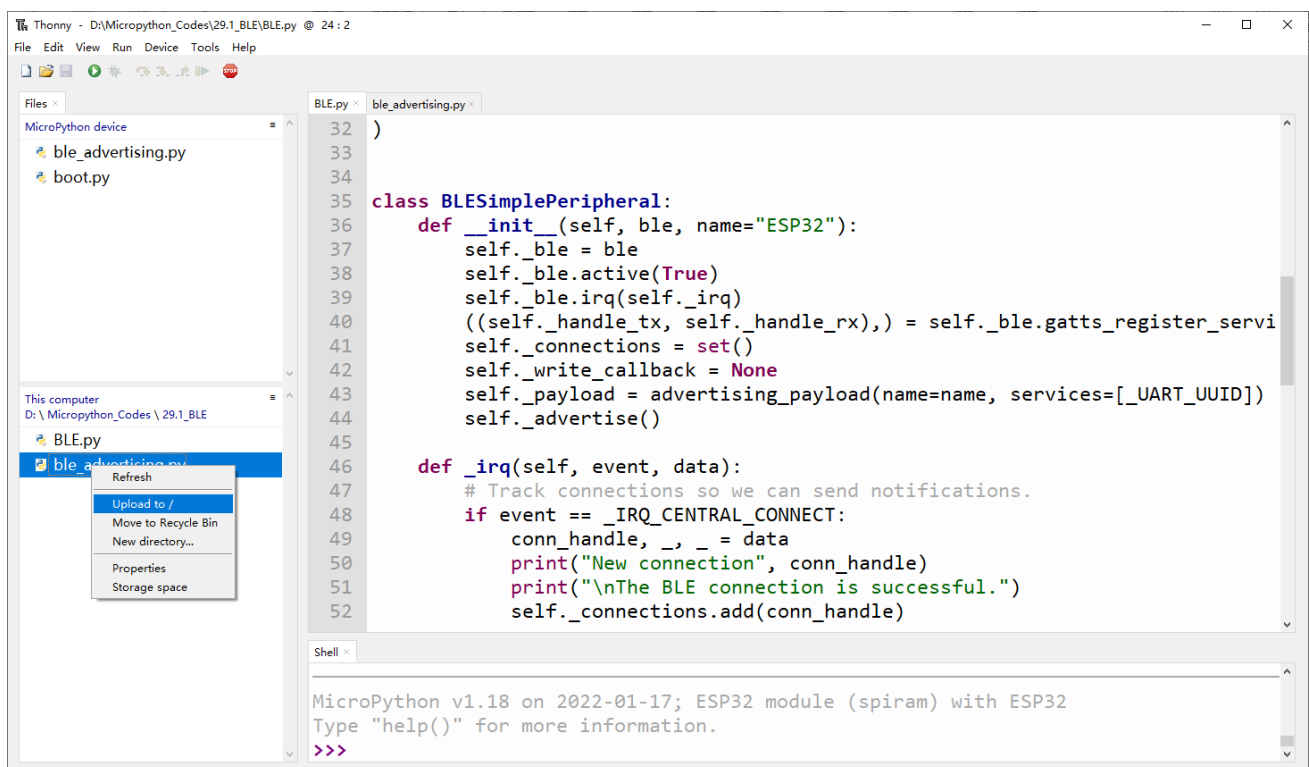 Thonny - D:\Micropython_Codes\29.1_BLE\BLE.py @ 24 : 2
File Edit View Run Device Tools Help
STOP
Files
MicroPython device
ble_advertising.py
boot.py
This computer
D: \ Micropython_Codes \ 29.1_BLE
BLE.py
ble_advertising.py
Refresh
Upload to /
Move to Recycle Bin
New directory...
Properties
Storage space
BLE.py ble_advertising.py
32 )
33
34
35 class BLESimplePeripheral:
36     def __init__(self, ble, name="ESP32"):
37         self._ble = ble
38         self._ble.active(True)
39         self._ble.irq(self._irq)
40         ((self._handle_tx, self._handle_rx),) = self._ble.gatts_register_servi
41         self._connections = set()
42         self._write_callback = None
43         self._payload = advertising_payload(name=name, services=[_UART_UUID])
44         self._advertise()
45
46     def _irq(self, event, data):
47         # Track connections so we can send notifications.
48         if event == _IRQ_CENTRAL_CONNECT:
49             conn_handle, _, _ = data
50             print("New connection", conn_handle)
51             print("\nThe BLE connection is successful.")
52             self._connections.add(conn_handle)
Shell
MicroPython v1.18 on 2022-01-17; ESP32 module (spiram) with ESP32
Type "help()" for more information.
>>>